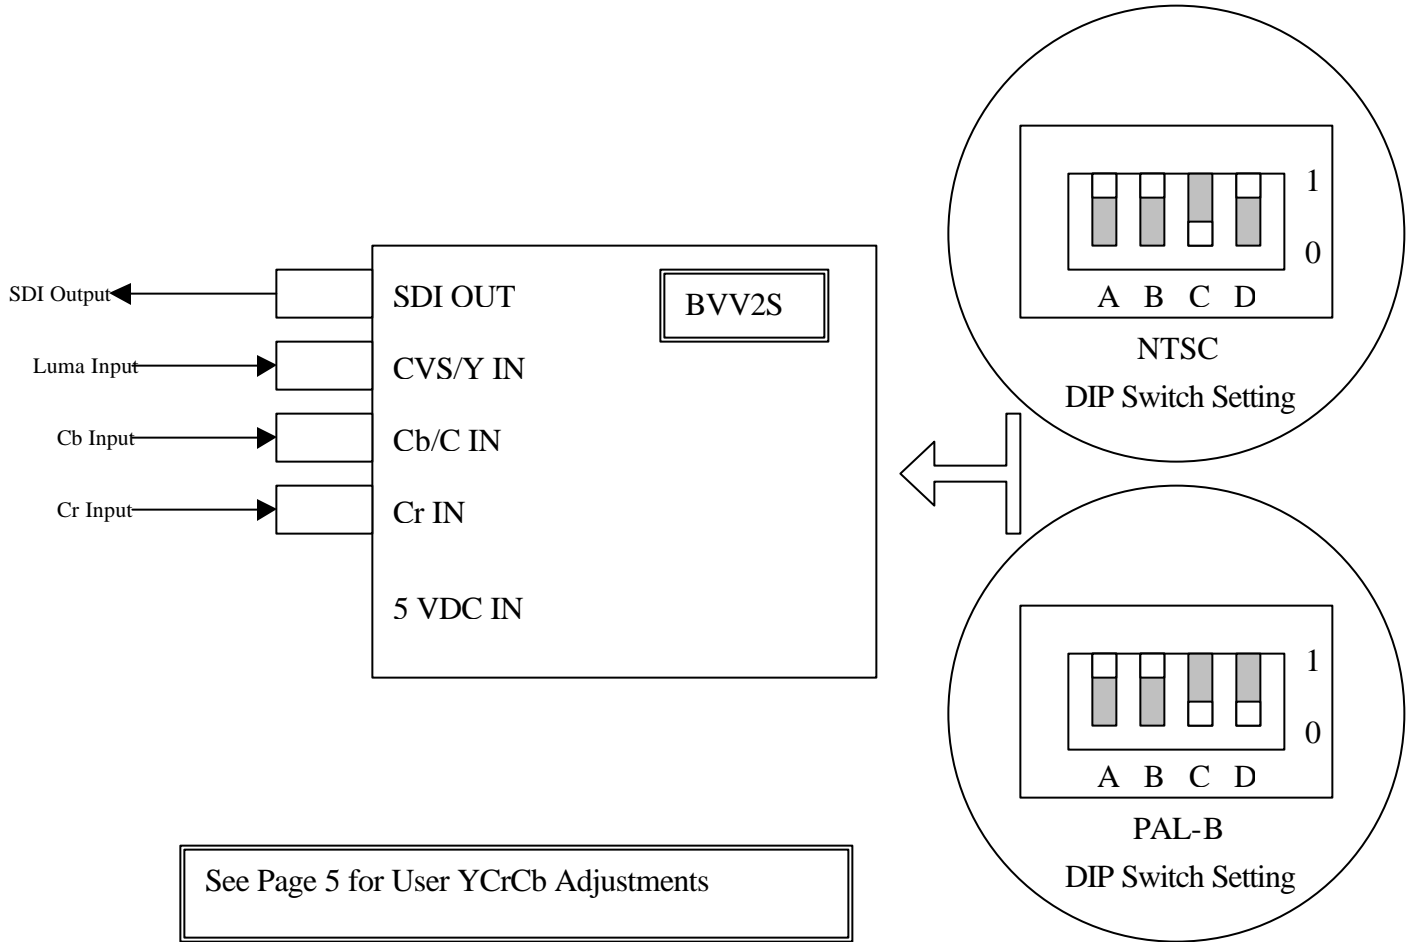 SDI Output
Luma Input
Cb Input
Cr Input
SDI OUT
BVV2S
CVS/Y IN
Cb/C IN
Cr IN
5 VDC IN
1
0
A B C D
NTSC
DIP Switch Setting
1
0
A B C D
PAL-B
DIP Switch Setting
See Page 5 for User YCrCb Adjustments